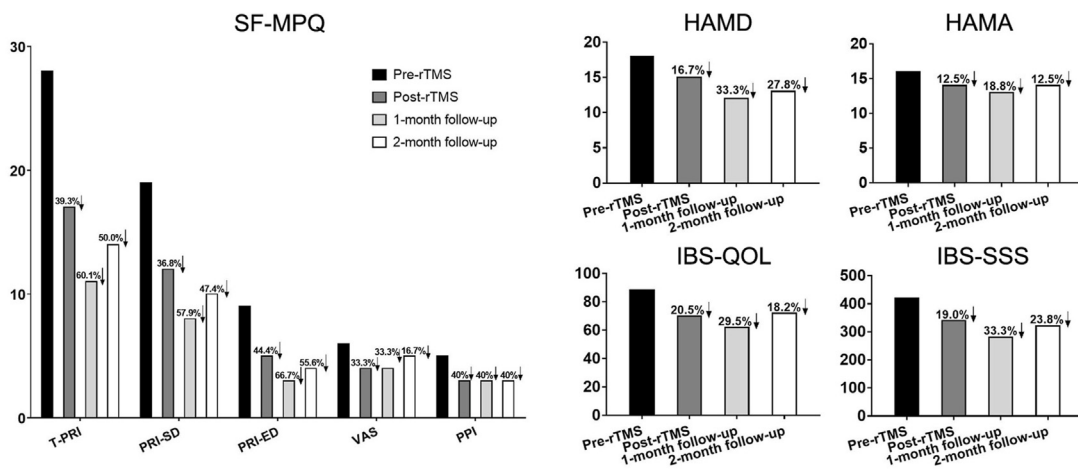 SF-MPQ
30
20
10
0
Pre-rTMS
Post-rTMS
1-month follow-up
2-month follow-up
39.3%
60.1%
50.0%
36.8%
57.9%
47.4%
44.4%
66.7%
55.6%
33.3%
33.3%
16.7%
40%
40%
40%
T-PRI
PRI-SD
PRI-ED
VAS
PPI
HAMD
20
15
10
5
0
16.7%
33.3%
27.8%
Pre-rTMS
Post-rTMS
1-month follow-up
2-month follow-up
HAMA
20
15
10
5
0
12.5%
18.8%
12.5%
Pre-rTMS
Post-rTMS
1-month follow-up
2-month follow-up
IBS-QOL
100
80
60
40
20
0
20.5%
29.5%
18.2%
Pre-rTMS
Post-rTMS
1-month follow-up
2-month follow-up
IBS-SSS
500
400
300
200
100
0
19.0%
33.3%
23.8%
Pre-rTMS
Post-rTMS
1-month follow-up
2-month follow-up